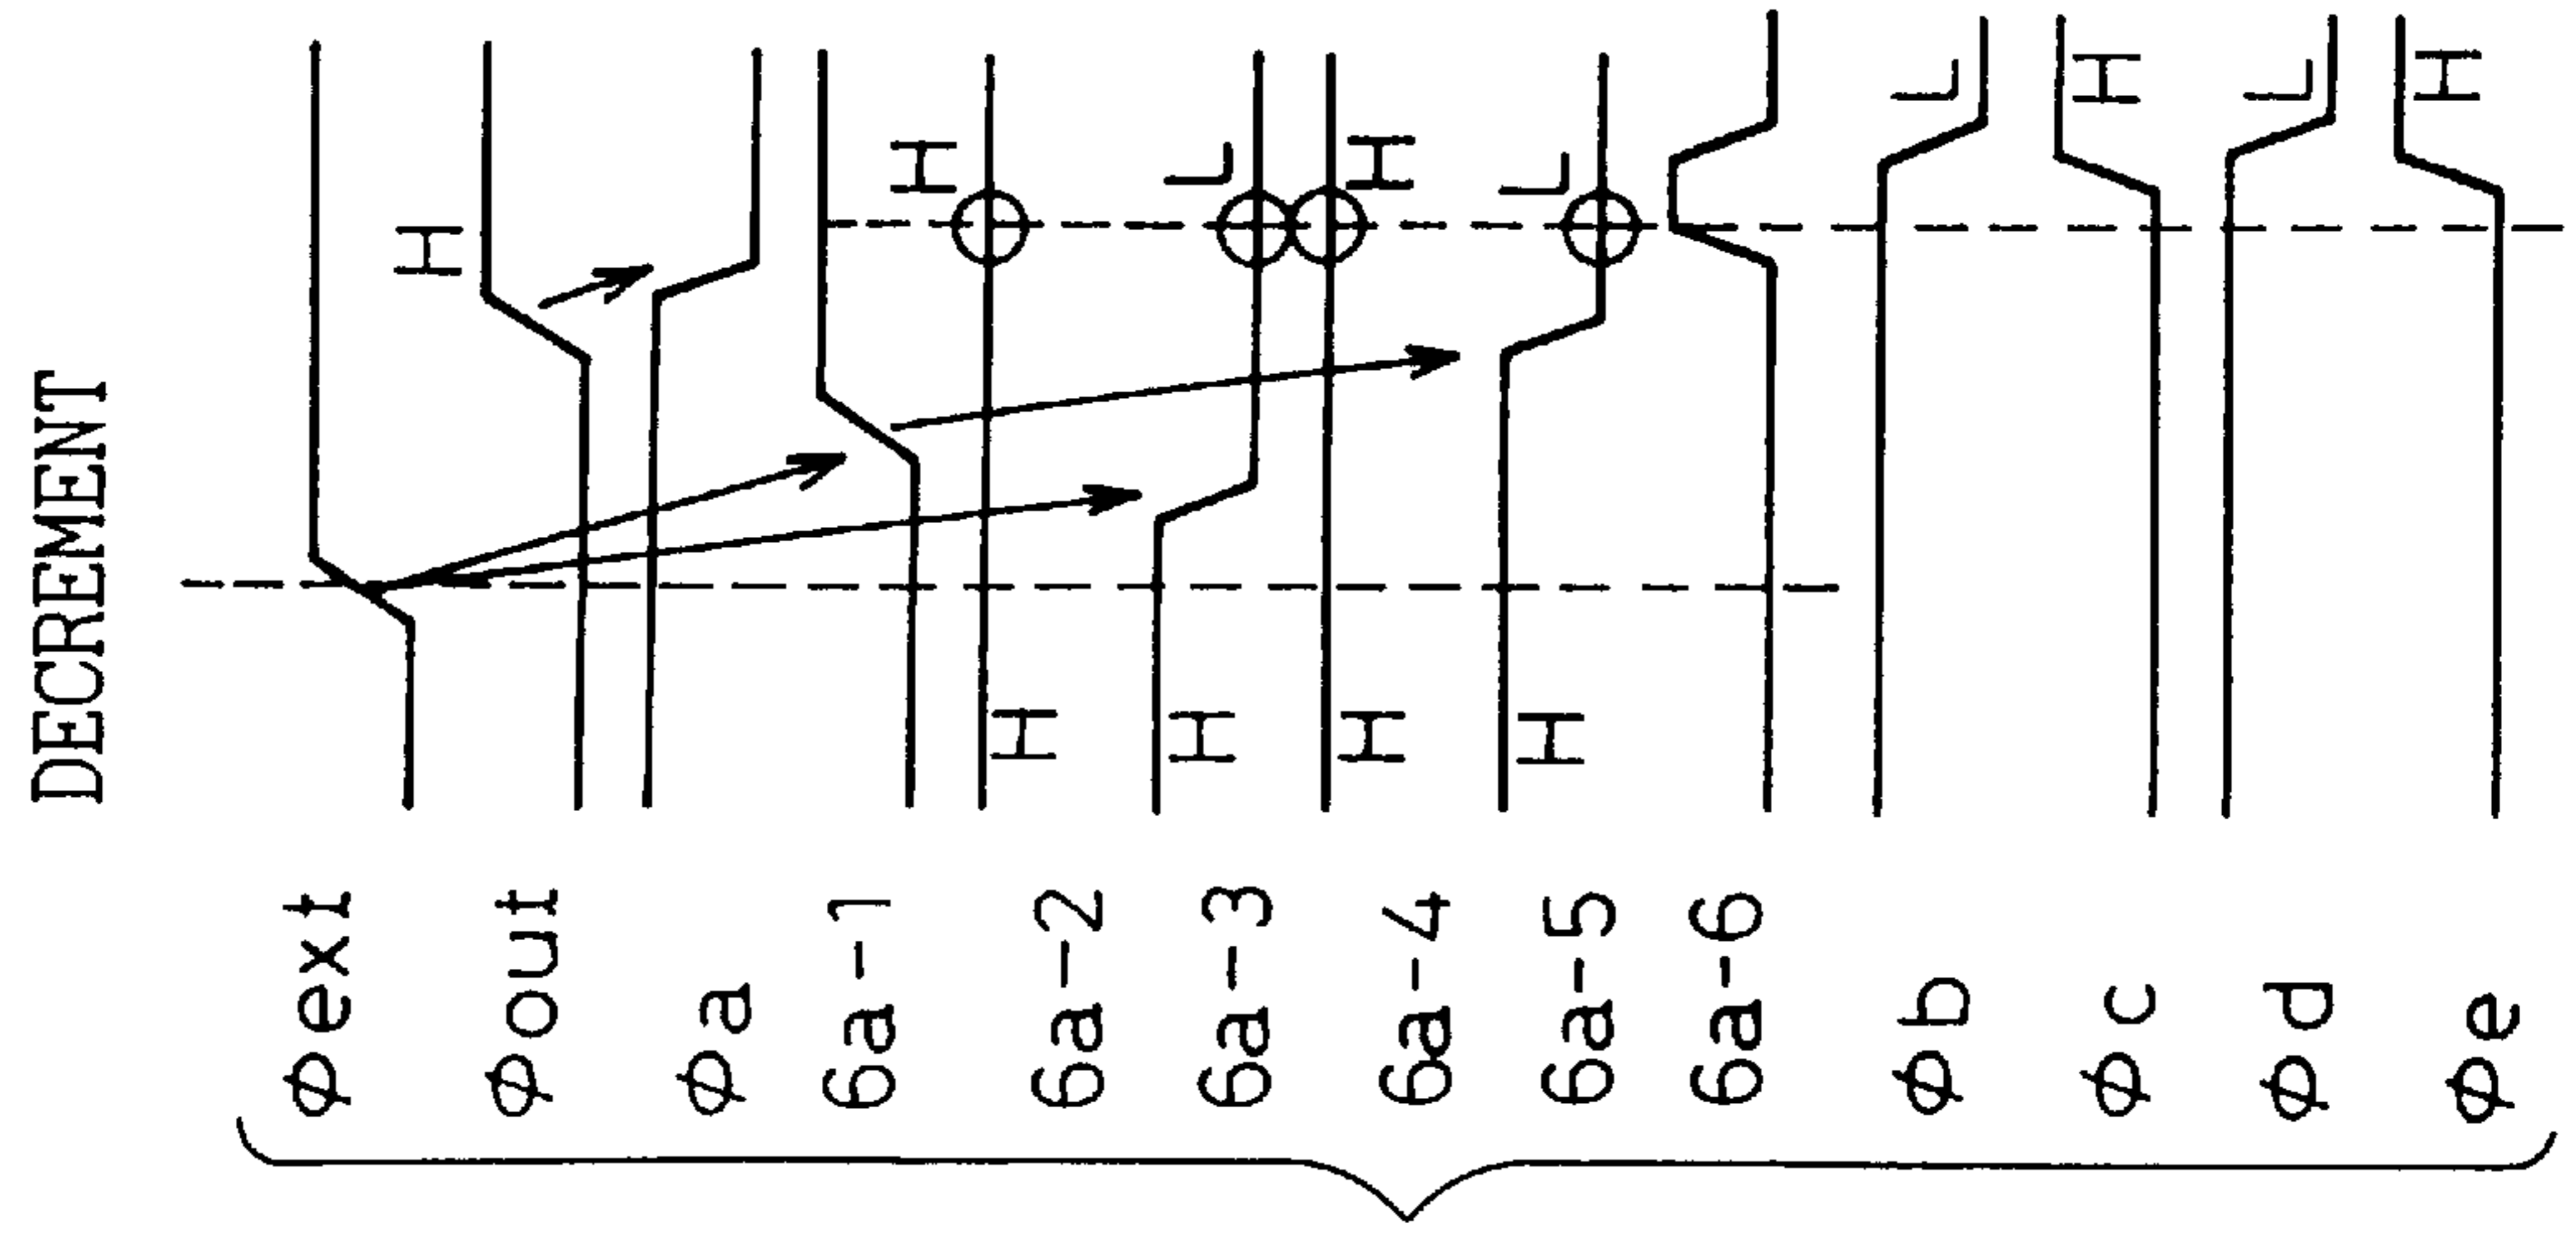 DECREMENT
φext
φout H
φa
6a-1
6a-2 H H
6a-3 H L
6a-4 H H
6a-5 H L
6a-6
φb L
φc H
φd L
φe H